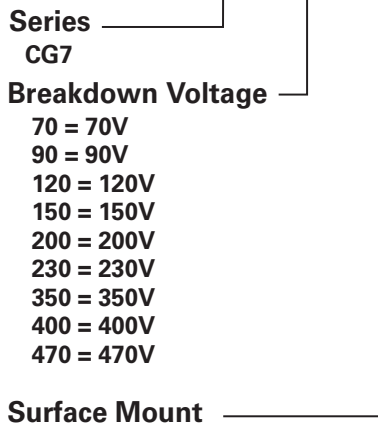 Series
CG7
Breakdown Voltage
70 = 70V
90 = 90V
120 = 120V
150 = 150V
200 = 200V
230 = 230V
350 = 350V
400 = 400V
470 = 470V
Surface Mount